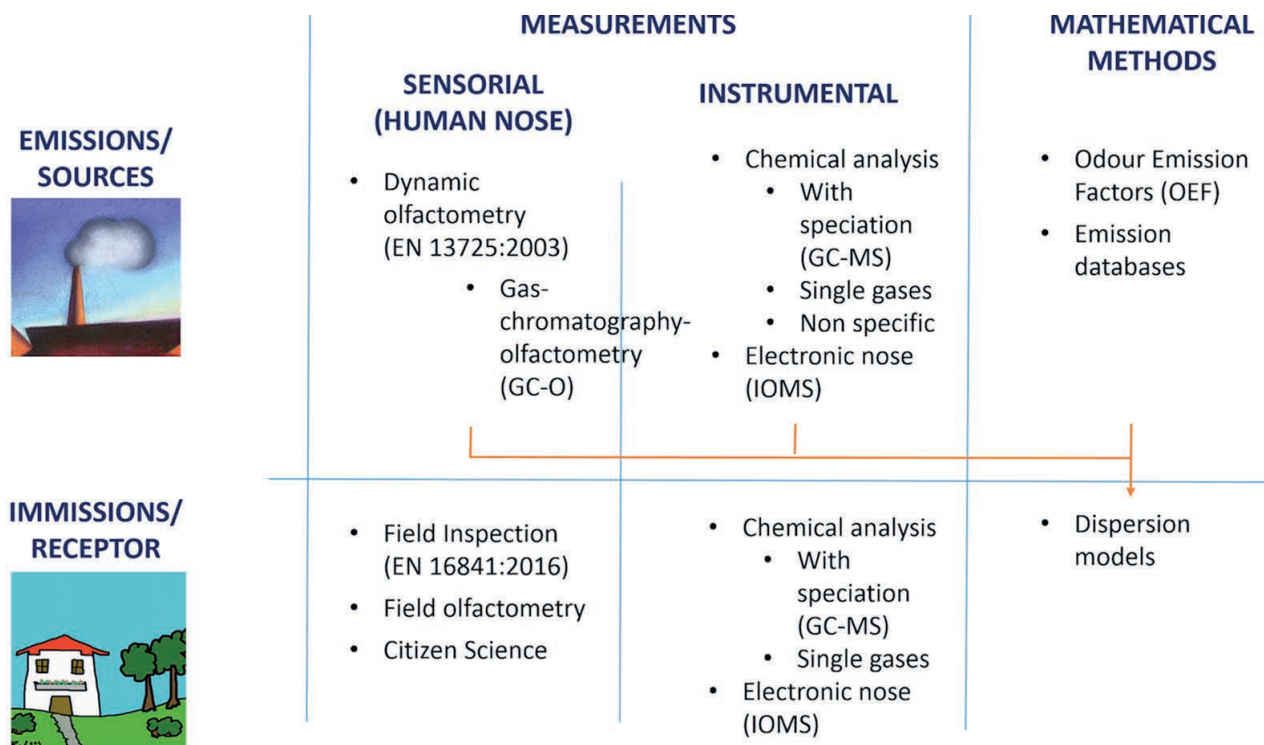 MEASUREMENTS
MATHEMATICAL
METHODS
SENSORIAL
(HUMAN NOSE)
INSTRUMENTAL
EMISSIONS/
SOURCES
• Dynamic
olfactometry
(EN 13725:2003)
• Gas-
chromatography-
olfactometry
(GC-O)
• Chemical analysis
• With
speciation
(GC-MS)
• Single gases
• Non specific
• Electronic nose
(IOMS)
• Odour Emission
Factors (OEF)
• Emission
databases
IMMISSIONS/
RECEPTOR
• Field Inspection
(EN 16841:2016)
• Field olfactometry
• Citizen Science
• Chemical analysis
• With
speciation
(GC-MS)
• Single gases
• Electronic nose
(IOMS)
• Dispersion
models